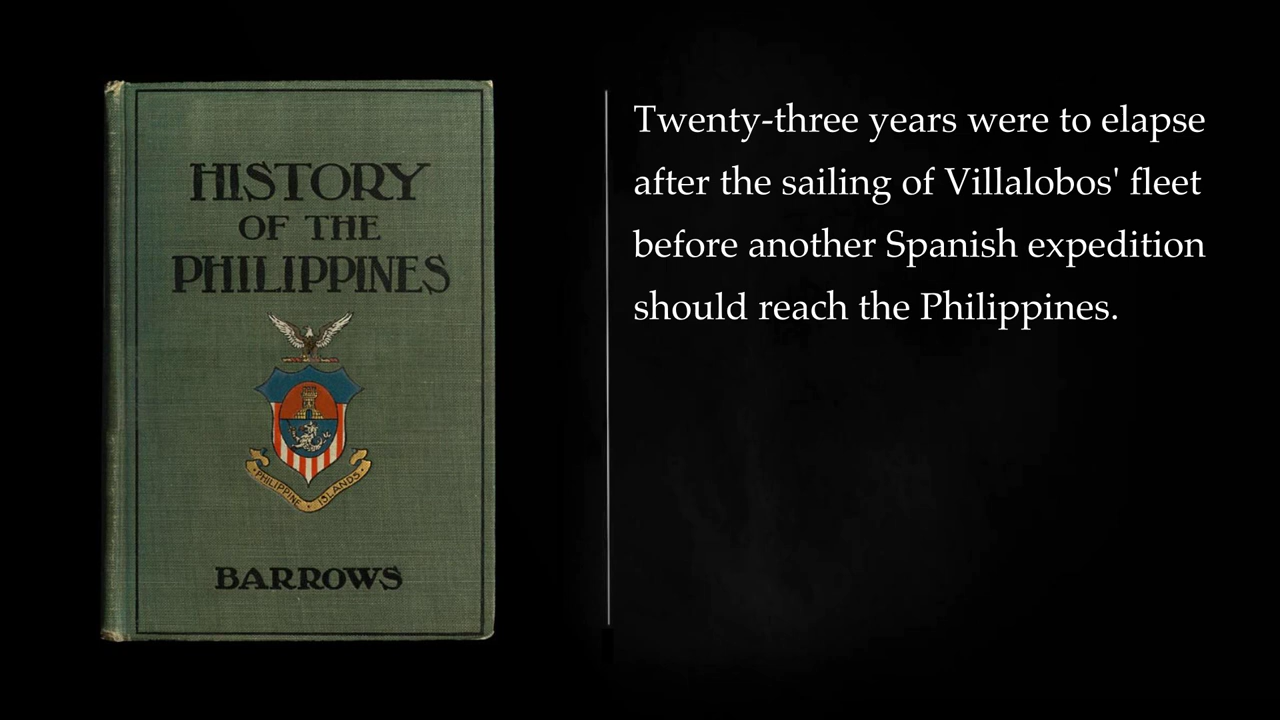 HISTORY
OF THE
PHILIPPINES
PHILIPPINE ISLANDS
BARROWS
Twenty-three years were to elapse
after the sailing of Villalobos' fleet
before another Spanish expedition
should reach the Philippines.